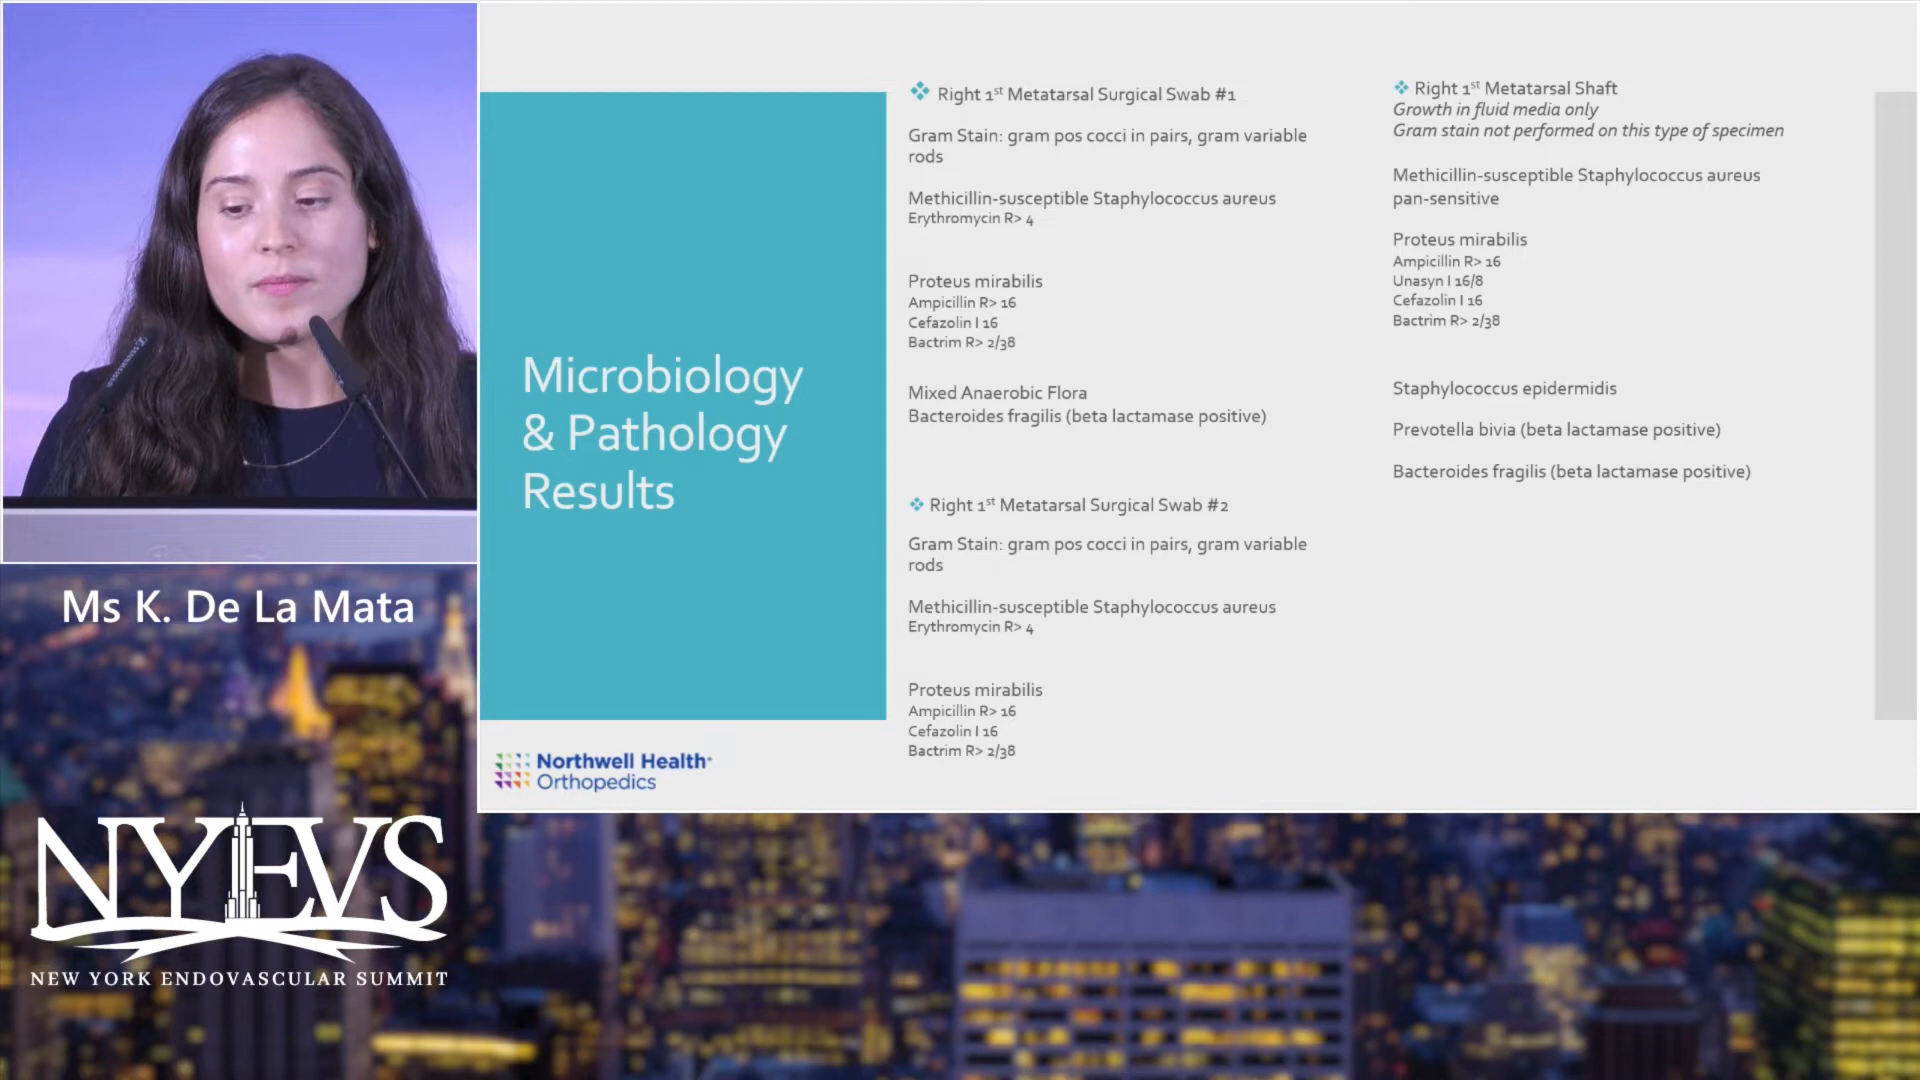 Microbiology
& Pathology
Results
❖ Right 1st Metatarsal Surgical Swab #1
Gram Stain: gram pos cocci in pairs, gram variable
rods
Methicillin-susceptible Staphylococcus aureus
Erythromycin R> 4
Proteus mirabilis
Ampicillin R> 16
Cefazolin I 16
Bactrim R> 2/38
Mixed Anaerobic Flora
Bacteroides fragilis (beta lactamase positive)
❖ Right 1st Metatarsal Surgical Swab #2
Gram Stain: gram pos cocci in pairs, gram variable
rods
Methicillin-susceptible Staphylococcus aureus
Erythromycin R> 4
Proteus mirabilis
Ampicillin R> 16
Cefazolin I 16
Bactrim R> 2/38
❖ Right 1st Metatarsal Shaft
Growth in fluid media only
Gram stain not performed on this type of specimen
Methicillin-susceptible Staphylococcus aureus
pan-sensitive
Proteus mirabilis
Ampicillin R> 16
Unasyn I 16/8
Cefazolin I 16
Bactrim R> 2/38
Staphylococcus epidermidis
Prevotella bivia (beta lactamase positive)
Bacteroides fragilis (beta lactamase positive)
Northwell Health
Orthopedics
Ms K. De La Mata
NYEVS
NEW YORK ENDOVASCULAR SUMMIT